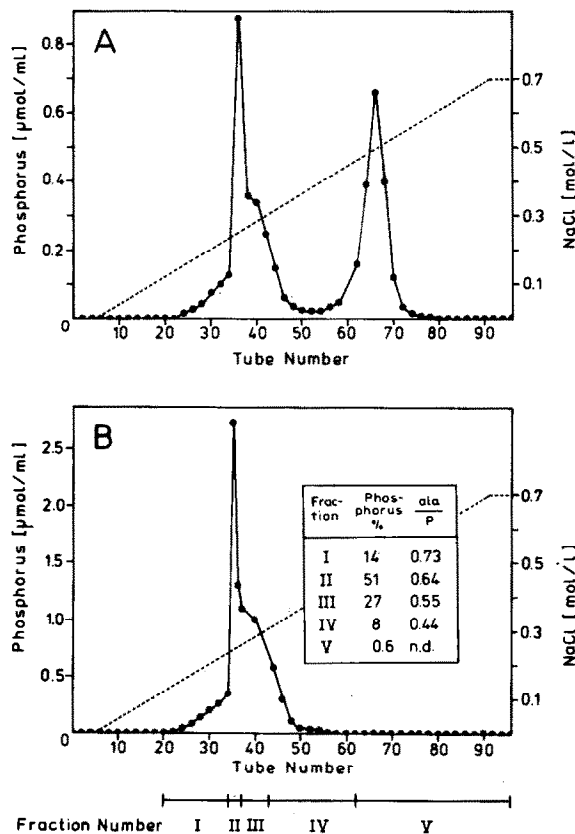 A
Phosphorus [µmol/ml]
0.8
0.6
0.4
0.2
0
NaCl [mol/l]
0.7
0.5
0.3
0.1
10 20 30 40 50 60 70 80 90
Tube Number
B
Phosphorus [µmol/ml]
2.5
2.0
1.5
1.0
0.5
0
Frac-
tion Phos-
phorus
% ala
P
I 14 0.73
II 51 0.64
III 27 0.55
IV 8 0.44
V 0.6 n.d.
NaCl [mol/l]
0.7
0.5
0.3
0.1
10 20 30 40 50 60 70 80 90
Tube Number
Fraction Number I II III IV V